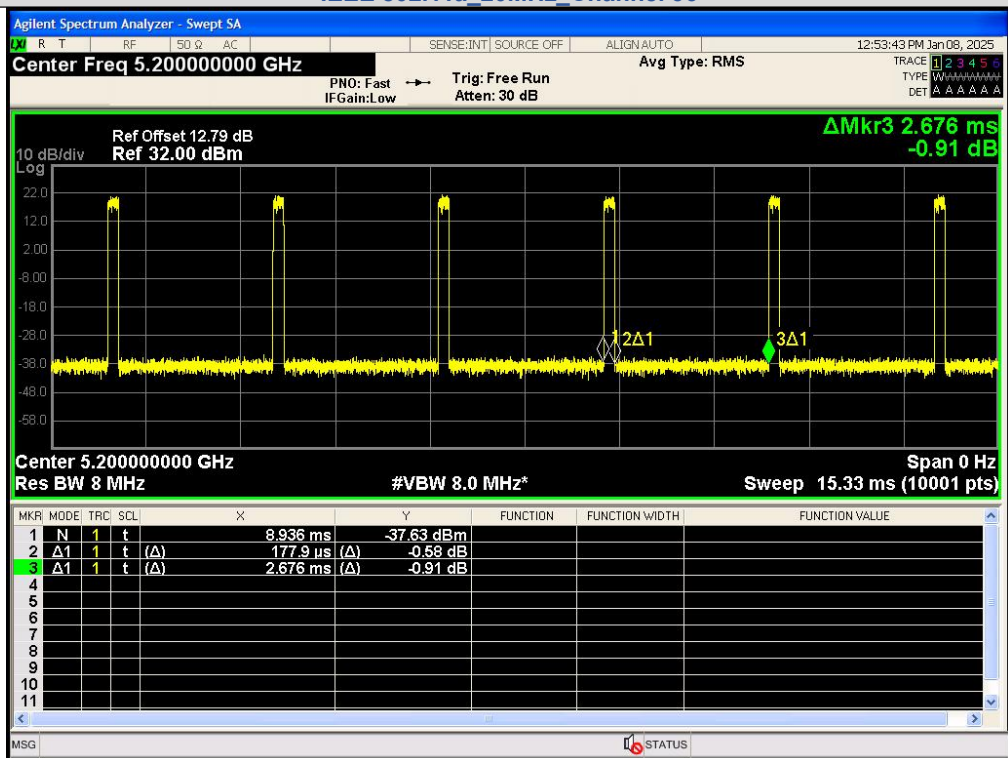 Agilent Spectrum Analyzer - Swept SA
LXI R T RF 50 Ω AC SENSE:INT SOURCE OFF ALIGN AUTO 12:53:43 PM Jan 08, 2025
Center Freq 5.200000000 GHz Avg Type: RMS TRACE 1 2 3 4 5 6
PNO: Fast Trig: Free Run TYPE W
IFGain:Low Atten: 30 dB DET A A A A A A
ΔMkr3 2.676 ms
-0.91 dB
Ref Offset 12.79 dB
10 dB/div Ref 32.00 dBm
Log
22.0
12.0
2.00
-8.00
-18.0
-28.0
1 2Δ1 3Δ1
-38.0
-48.0
-58.0
Center 5.200000000 GHz Span 0 Hz
Res BW 8 MHz #VBW 8.0 MHz* Sweep 15.33 ms (10001 pts)
MKR MODE TRC SCL X Y FUNCTION FUNCTION WIDTH FUNCTION VALUE
1 N 1 t 8.936 ms -37.63 dBm
2 Δ1 1 t (Δ) 177.9 µs (Δ) -0.58 dB
3 Δ1 1 t (Δ) 2.676 ms (Δ) -0.91 dB
4
5
6
7
8
9
10
11
MSG STATUS